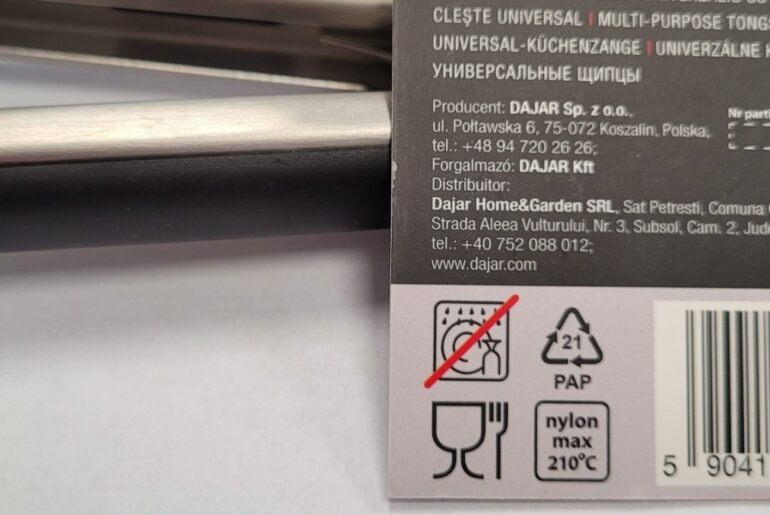 CLEŞTE UNIVERSAL | MULTI-PURPOSE TONGS
UNIVERSAL-KÜCHENZANGE | UNIVERZÁLNE
УНИВЕРСАЛЬНЫЕ ЩИПЦЫ
Producent: DAJAR Sp. z o.o.,
ul. Połtawska 6, 75-072 Koszalin, Polska,
tel.: +48 94 720 26 26;
Nr parti
Forgalmazó: DAJAR Kft
Distribuitor:
Dajar Home&Garden SRL, Sat Petresti, Comuna
Strada Aleea Vulturului, Nr. 3, Subsol, Cam. 2, Jude
tel.: +40 752 088 012;
www.dajar.com
21
PAP
nylon
max
210°C
5 9041